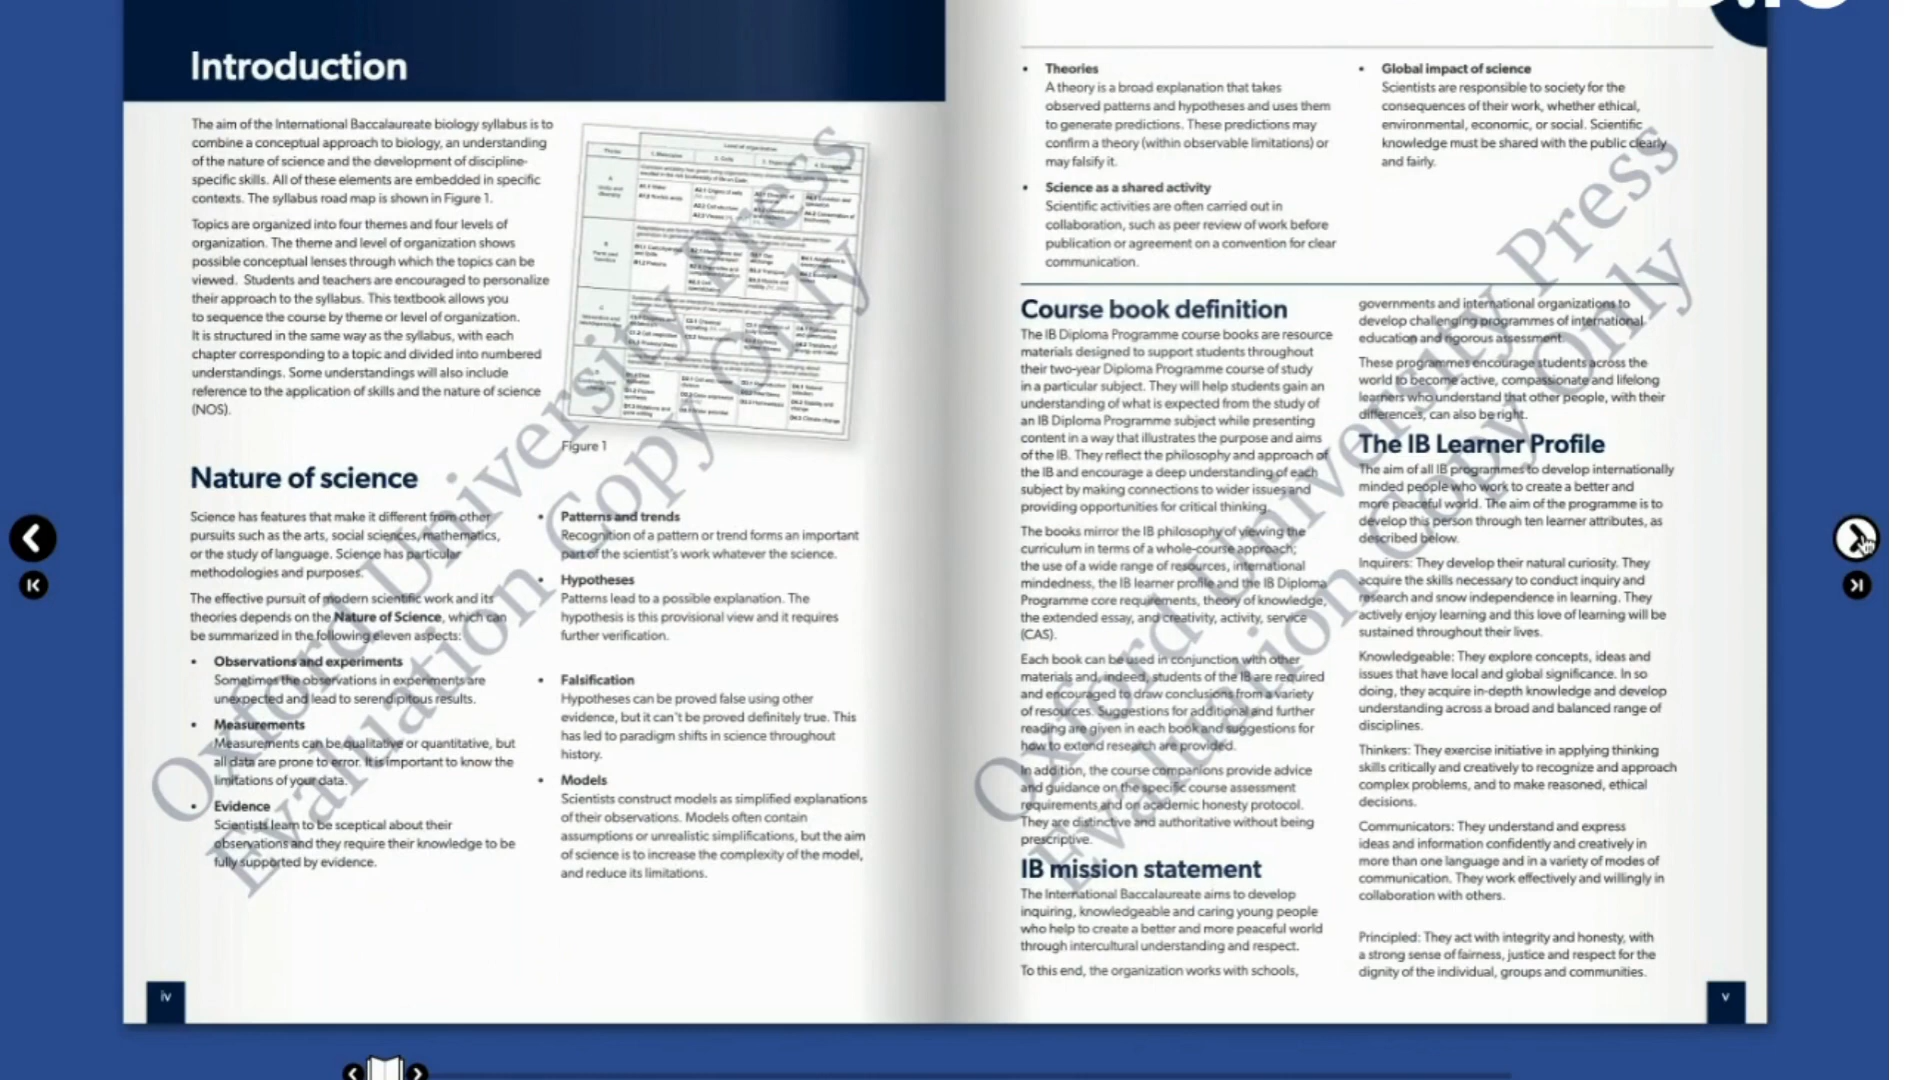 Introduction
The aim of the International Baccalaureate biology syllabus is to
combine a conceptual approach to biology, an understanding
of the nature of science and the development of discipline-
specific skills. All of these elements are embedded in specific
contexts. The syllabus road map is shown in Figure 1.
Topics are organized into four themes and four levels of
organization. The theme and level of organization shows
possible conceptual lenses through which the topics can be
viewed. Students and teachers are encouraged to personalize
their approach to the syllabus. This textbook allows you
to sequence the course by theme or level of organization.
It is structured in the same way as the syllabus, with each
chapter corresponding to a topic and divided into numbered
understandings. Some understandings will also include
reference to the application of skills and the nature of science
(NOS).
Figure 1
Nature of science
Science has features that make it different from other
pursuits such as the arts, social sciences, mathematics,
or the study of language. Science has particular
methodologies and purposes.
The effective pursuit of modern scientific work and its
theories depends on the Nature of Science, which can
be summarized in the following eleven aspects:
• Observations and experiments
Sometimes the observations in experiments are
unexpected and lead to serendipitous results.
• Measurements
Measurements can be qualitative or quantitative, but
all data are prone to error. It is important to know the
limitations of your data.
• Evidence
Scientists learn to be sceptical about their
observations and they require their knowledge to be
fully supported by evidence.
• Patterns and trends
Recognition of a pattern or trend forms an important
part of the scientist's work whatever the science.
• Hypotheses
Patterns lead to a possible explanation. The
hypothesis is this provisional view and it requires
further verification.
• Falsification
Hypotheses can be proved false using other
evidence, but it can't be proved definitely true. This
has led to paradigm shifts in science throughout
history.
• Models
Scientists construct models as simplified explanations
of their observations. Models often contain
assumptions or unrealistic simplifications, but the aim
of science is to increase the complexity of the model,
and reduce its limitations.
iv
Oxford University Press
Evaluation Copy Only
• Theories
A theory is a broad explanation that takes
observed patterns and hypotheses and uses them
to generate predictions. These predictions may
confirm a theory (within observable limitations) or
may falsify it.
• Science as a shared activity
Scientific activities are often carried out in
collaboration, such as peer review of work before
publication or agreement on a convention for clear
communication.
• Global impact of science
Scientists are responsible to society for the
consequences of their work, whether ethical,
environmental, economic, or social. Scientific
knowledge must be shared with the public clearly
and fairly.
Course book definition
The IB Diploma Programme course books are resource
materials designed to support students throughout
their two-year Diploma Programme course of study
in a particular subject. They will help students gain an
understanding of what is expected from the study of
an IB Diploma Programme subject while presenting
content in a way that illustrates the purpose and aims
of the IB. They reflect the philosophy and approach of
the IB and encourage a deep understanding of each
subject by making connections to wider issues and
providing opportunities for critical thinking.
The books mirror the IB philosophy of viewing the
curriculum in terms of a whole-course approach;
the use of a wide range of resources, international
mindedness, the IB learner profile and the IB Diploma
Programme core requirements, theory of knowledge,
the extended essay, and creativity, activity, service
(CAS).
Each book can be used in conjunction with other
materials and, indeed, students of the IB are required
and encouraged to draw conclusions from a variety
of resources. Suggestions for additional and further
reading are given in each book and suggestions for
how to extend research are provided.
In addition, the course companions provide advice
and guidance on the specific course assessment
requirements and on academic honesty protocol.
They are distinctive and authoritative without being
prescriptive.
IB mission statement
The International Baccalaureate aims to develop
inquiring, knowledgeable and caring young people
who help to create a better and more peaceful world
through intercultural understanding and respect.
To this end, the organization works with schools,
governments and international organizations to
develop challenging programmes of international
education and rigorous assessment.
These programmes encourage students across the
world to become active, compassionate and lifelong
learners who understand that other people, with their
differences, can also be right.
The IB Learner Profile
The aim of all IB programmes to develop internationally
minded people who work to create a better and
more peaceful world. The aim of the programme is to
develop this person through ten learner attributes, as
described below.
Inquirers: They develop their natural curiosity. They
acquire the skills necessary to conduct inquiry and
research and snow independence in learning. They
actively enjoy learning and this love of learning will be
sustained throughout their lives.
Knowledgeable: They explore concepts, ideas and
issues that have local and global significance. In so
doing, they acquire in-depth knowledge and develop
understanding across a broad and balanced range of
disciplines.
Thinkers: They exercise initiative in applying thinking
skills critically and creatively to recognize and approach
complex problems, and to make reasoned, ethical
decisions.
Communicators: They understand and express
ideas and information confidently and creatively in
more than one language and in a variety of modes of
communication. They work effectively and willingly in
collaboration with others.
Principled: They act with integrity and honesty, with
a strong sense of fairness, justice and respect for the
dignity of the individual, groups and communities.
v
Oxford University Press
Evaluation Copy Only